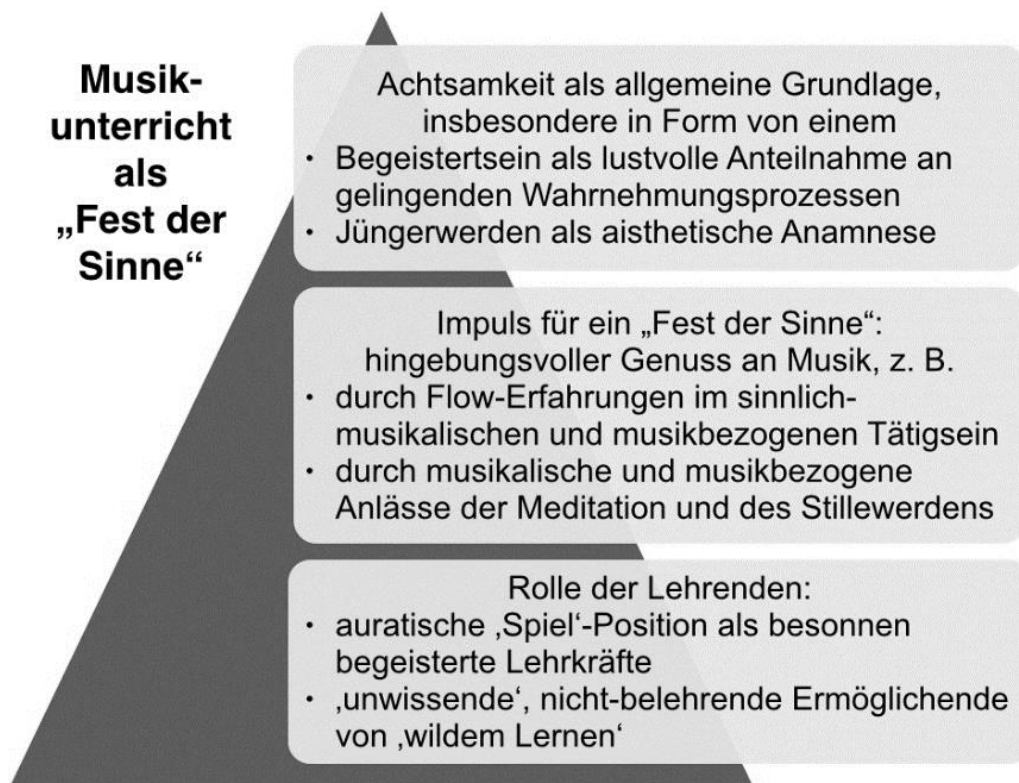 Musik-
unterricht
als
„Fest der
Sinne“
Achtsamkeit als allgemeine Grundlage,
insbesondere in Form von einem
• Begeistertsein als lustvolle Anteilnahme an
gelingenden Wahrnehmungsprozessen
• Jüngerwerden als aisthetische Anamnese
Impuls für ein „Fest der Sinne“:
hingebungsvoller Genuss an Musik, z. B.
• durch Flow-Erfahrungen im sinnlich-
musikalischen und musikbezogenen Tätigsein
• durch musikalische und musikbezogene
Anlässe der Meditation und des Stillewerdens
Rolle der Lehrenden:
• auratische ‚Spiel‘-Position als besonnen
begeisterte Lehrkräfte
• ‚unwissende‘, nicht-belehrende Ermöglichende
von ‚wildem Lernen‘